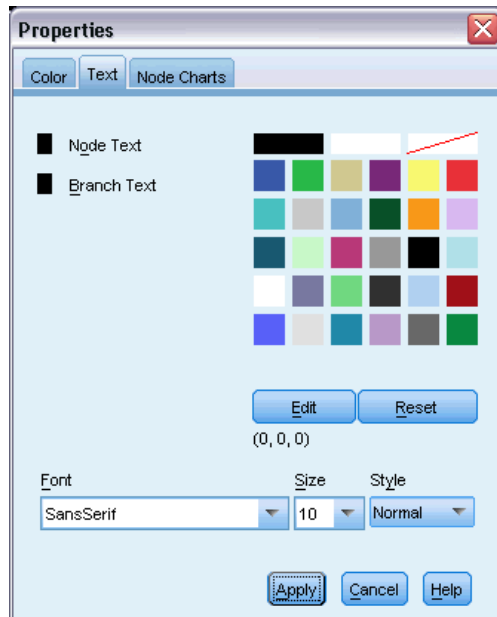 Properties
Color Text Node Charts
Node Text
Branch Text
Edit Reset
(0, 0, 0)
Font Size Style
SansSerif 10 Normal
Apply Cancel Help